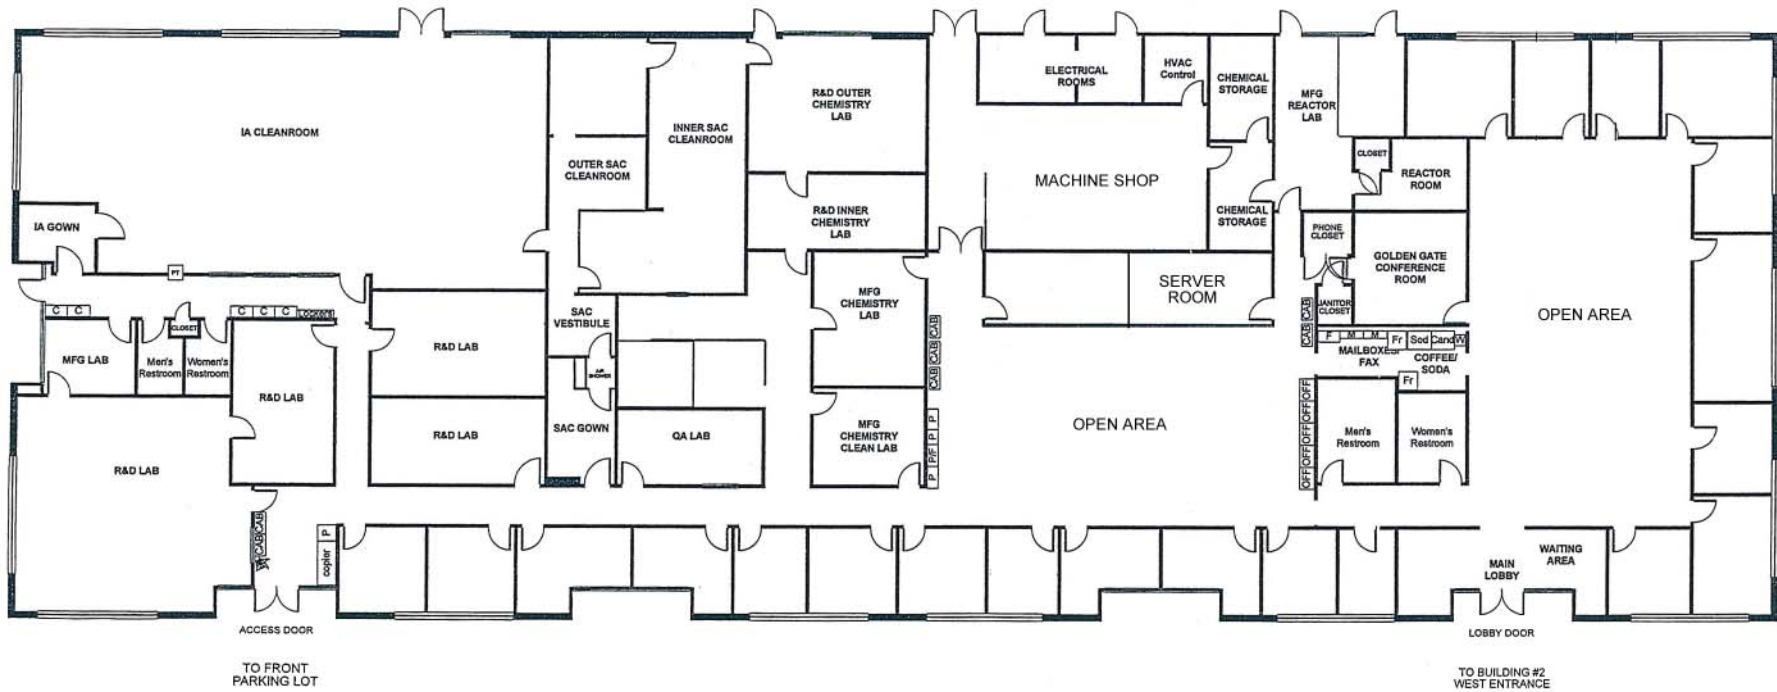 ELECTRICAL
ROOMS
HVAC
Control
CHEMICAL
STORAGE
MFG
REACTOR
LAB
R&D OUTER
CHEMISTRY
LAB
IA CLEANROOM
INNER SAC
CLEANROOM
OUTER SAC
CLEANROOM
CLOSET
REACTOR
ROOM
MACHINE SHOP
R&D INNER
CHEMISTRY
LAB
CHEMICAL
STORAGE
IA GOWN
PHONE
CLOSET
GOLDEN GATE
CONFERENCE
ROOM
PT
SERVER
ROOM
MFG
CHEMISTRY
LAB
JANITOR
CLOSET
OPEN AREA
C C
C C C LOCKERS
SAC
VESTIBULE
CAB CAB
CAB CAB CAB
CLOSET
F M M Fr Sod Cand W
MAILBOXES/
FAX
COFFEE/
SODA
Fr
MFG LAB
Men's
Restroom
Women's
Restroom
R&D LAB
AIR
SHOWER
R&D LAB
OFF OFF OFF OFF OFF
R&D LAB
SAC GOWN
QA LAB
MFG
CHEMISTRY
CLEAN LAB
P P/F P P
OPEN AREA
Men's
Restroom
Women's
Restroom
R&D LAB
CAB CAB
copier P
MAIN
LOBBY
WAITING
AREA
ACCESS DOOR
LOBBY DOOR
TO FRONT
PARKING LOT
TO BUILDING #2
WEST ENTRANCE